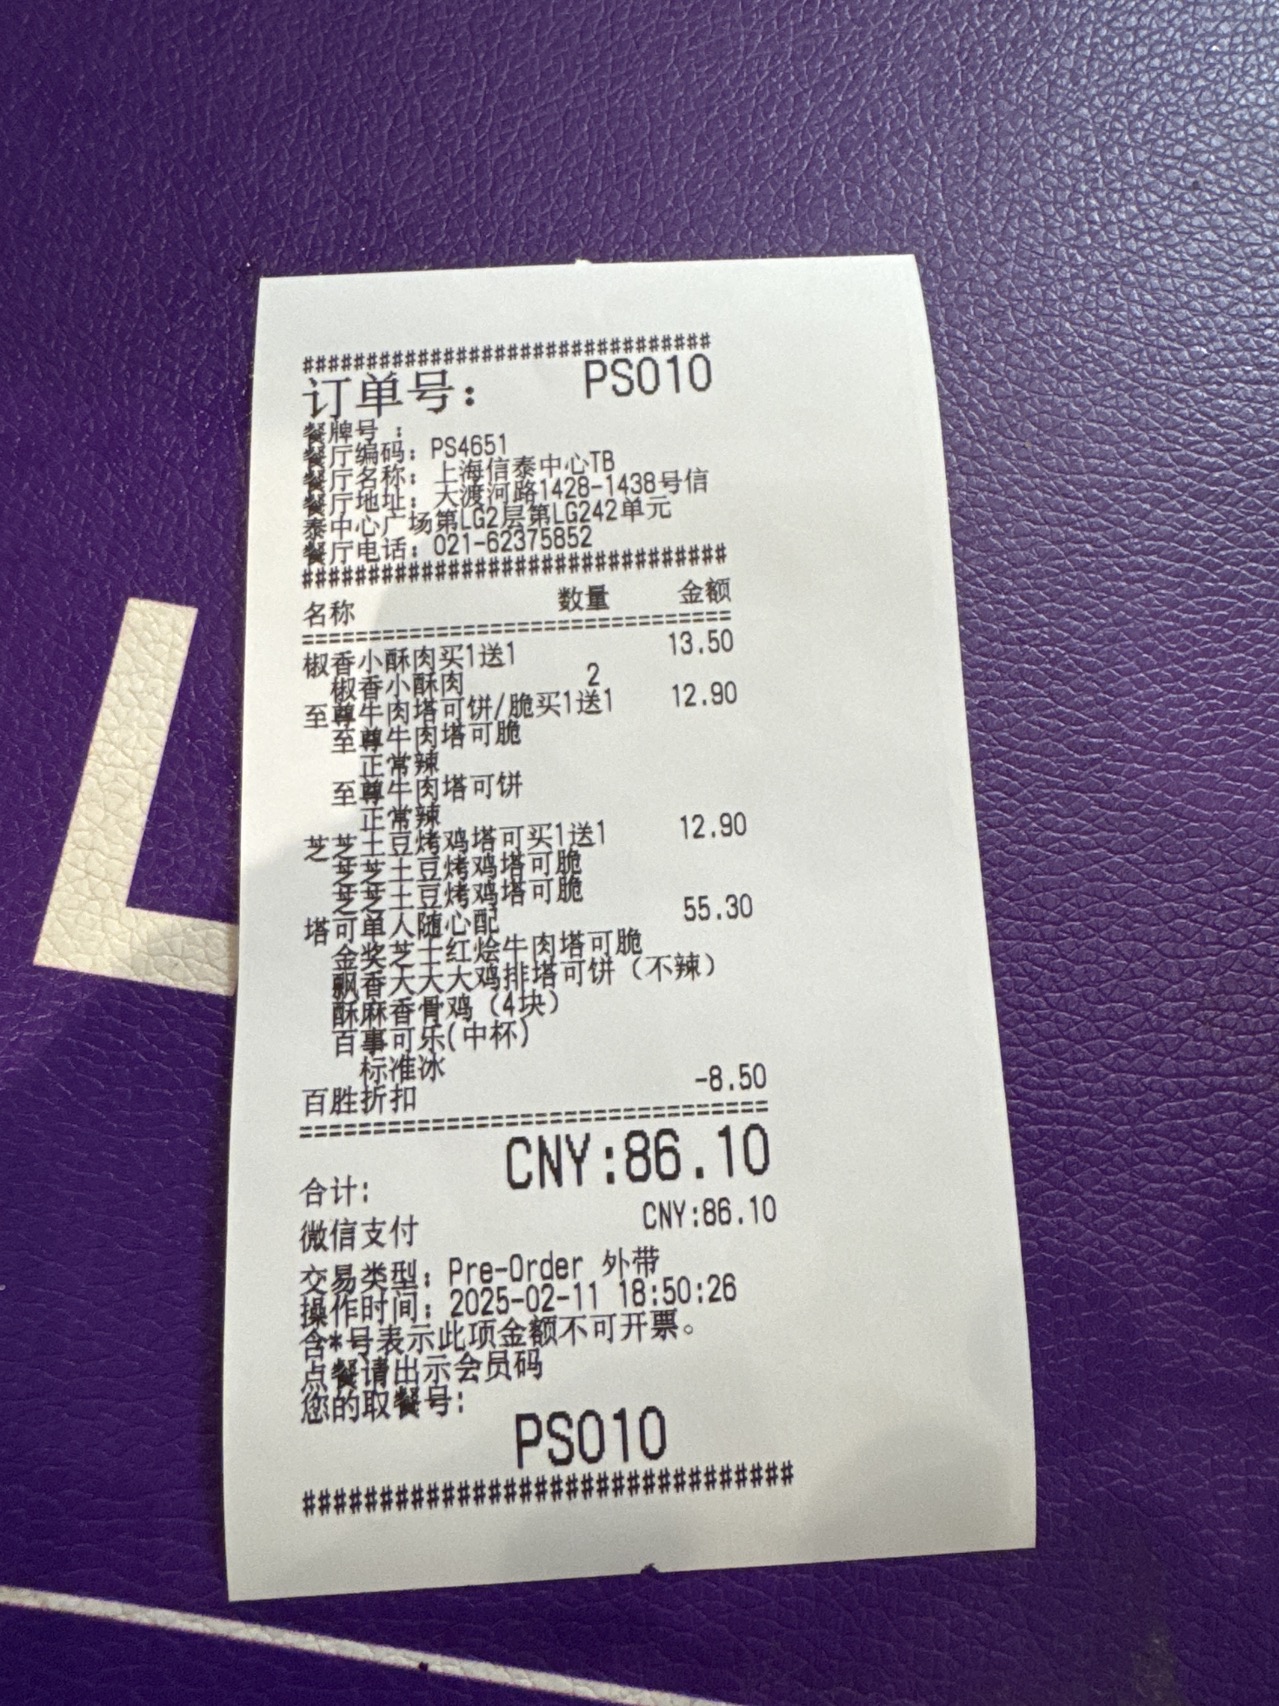 ################################
订单号: PS010
餐牌号 :
餐厅编码: PS4651
餐厅名称: 上海信泰中心TB
餐厅地址: 大渡河路1428-1438号信
泰中心广场第LG2层第LG242单元
餐厅电话: 021-62375852
################################
名称 数量 金额
================================
椒香小酥肉买1送1 13.50
椒香小酥肉 2
至尊牛肉塔可饼/脆买1送1 12.90
至尊牛肉塔可脆
正常辣
至尊牛肉塔可饼
正常辣
芝芝土豆烤鸡塔可买1送1 12.90
芝芝土豆烤鸡塔可脆
芝芝土豆烤鸡塔可脆
塔可单人随心配 55.30
金奖芝士红烩牛肉塔可脆
飘香大大大鸡排塔可饼（不辣）
酥麻香骨鸡（4块）
百事可乐(中杯)
标准冰
百胜折扣 -8.50
================================
合计: CNY:86.10
微信支付 CNY:86.10
交易类型: Pre-Order 外带
操作时间: 2025-02-11 18:50:26
含*号表示此项金额不可开票。
点餐请出示会员码
您的取餐号:
PS010
################################
L